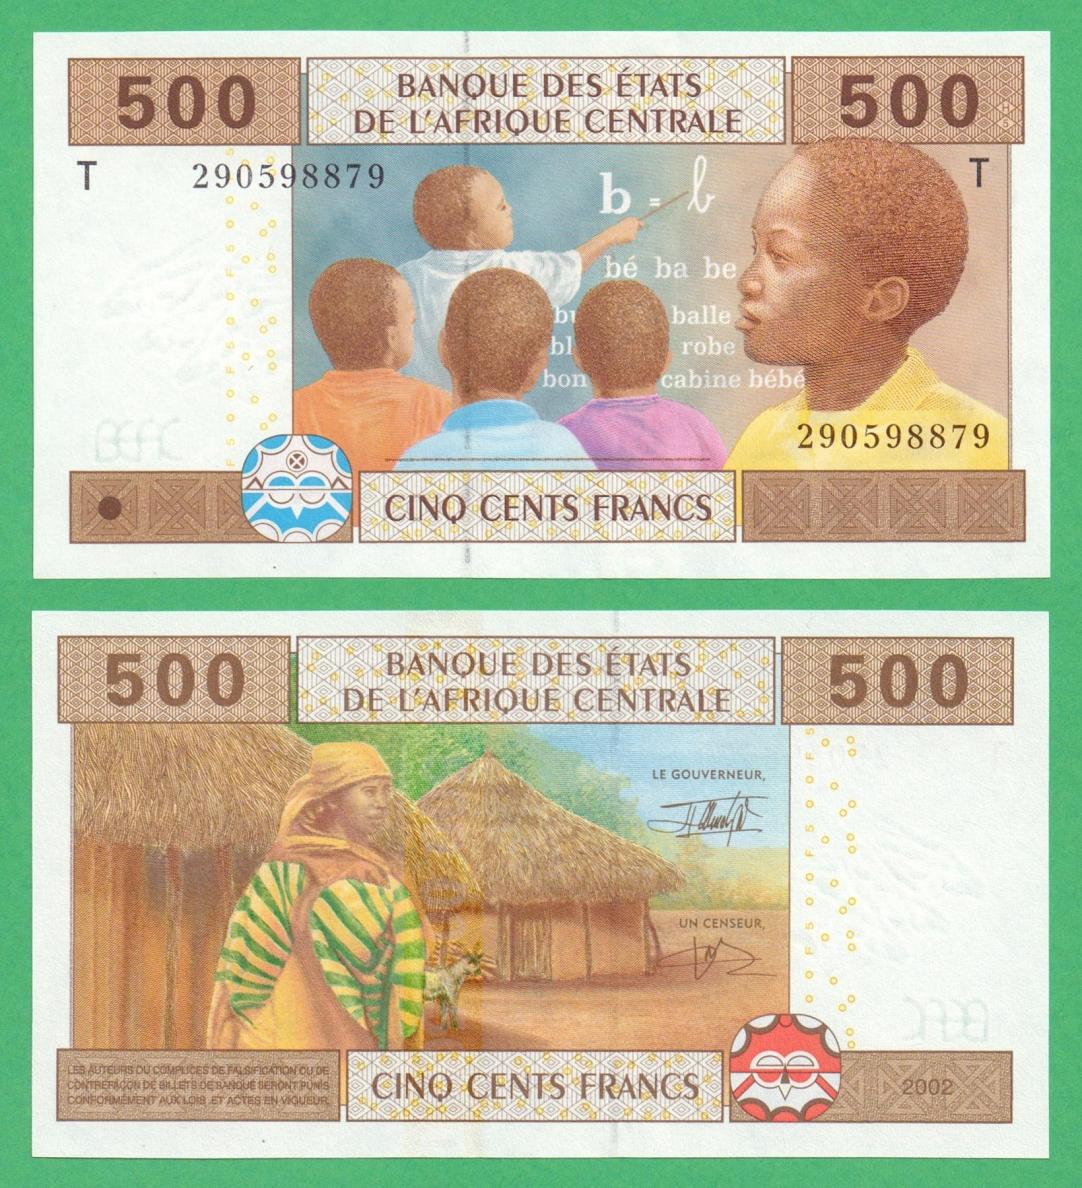 500
BANQUE DES ÉTATS
DE L'AFRIQUE CENTRALE
500
T
290598879
T
b = b
bé ba be
bu balle
bl robe
bon cabine bébé
290598879
BEAC
CINQ CENTS FRANCS
500
BANQUE DES ÉTATS
DE L'AFRIQUE CENTRALE
500
LE GOUVERNEUR,
UN CENSEUR,
LES AUTEURS OU COMPLICES DE FALSIFICATION OU DE
CONTREFAÇON DE BILLETS DE BANQUE SERONT PUNIS
CONFORMÉMENT AUX LOIS ET ACTES EN VIGUEUR.
CINQ CENTS FRANCS
2002